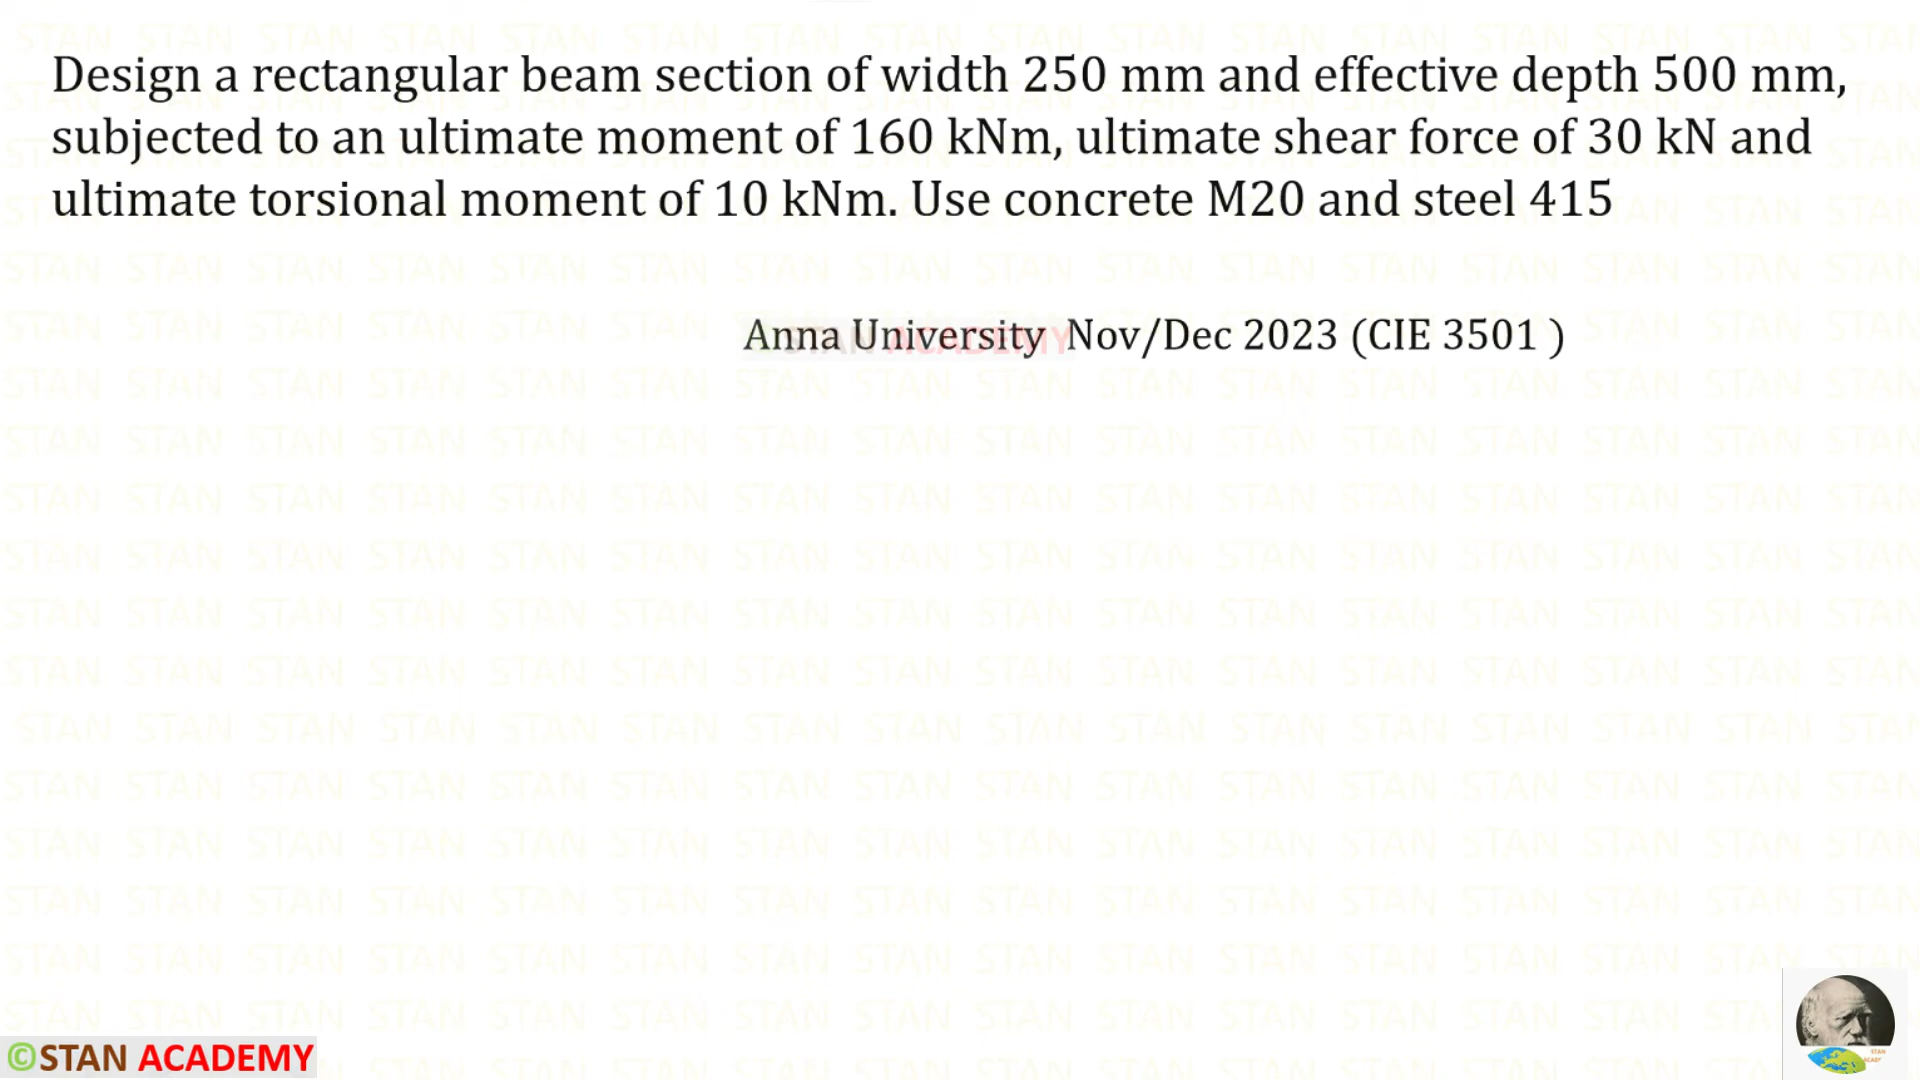 Design a rectangular beam section of width 250 mm and effective depth 500 mm,
subjected to an ultimate moment of 160 kNm, ultimate shear force of 30 kN and
ultimate torsional moment of 10 kNm. Use concrete M20 and steel 415
Anna University Nov/Dec 2023 (CIE 3501 )
STAN ACADEMY
©STAN ACADEMY